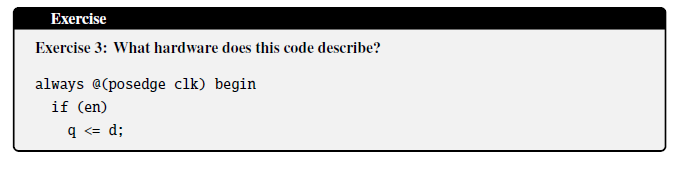 Exercise
Exercise 3: What hardware does this code describe?
always @(posedge clk) begin
  if (en)
    q <= d;